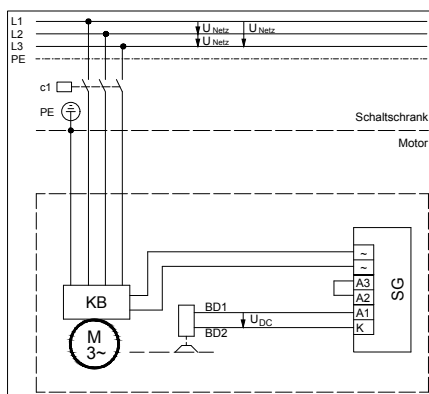 L1
U Netz
U Netz
L2
U Netz
L3
PE
c1
PE
Schaltschrank
Motor
~
~
A3
A2
A1
K
SG
KB
BD1
UDC
BD2
M
3~